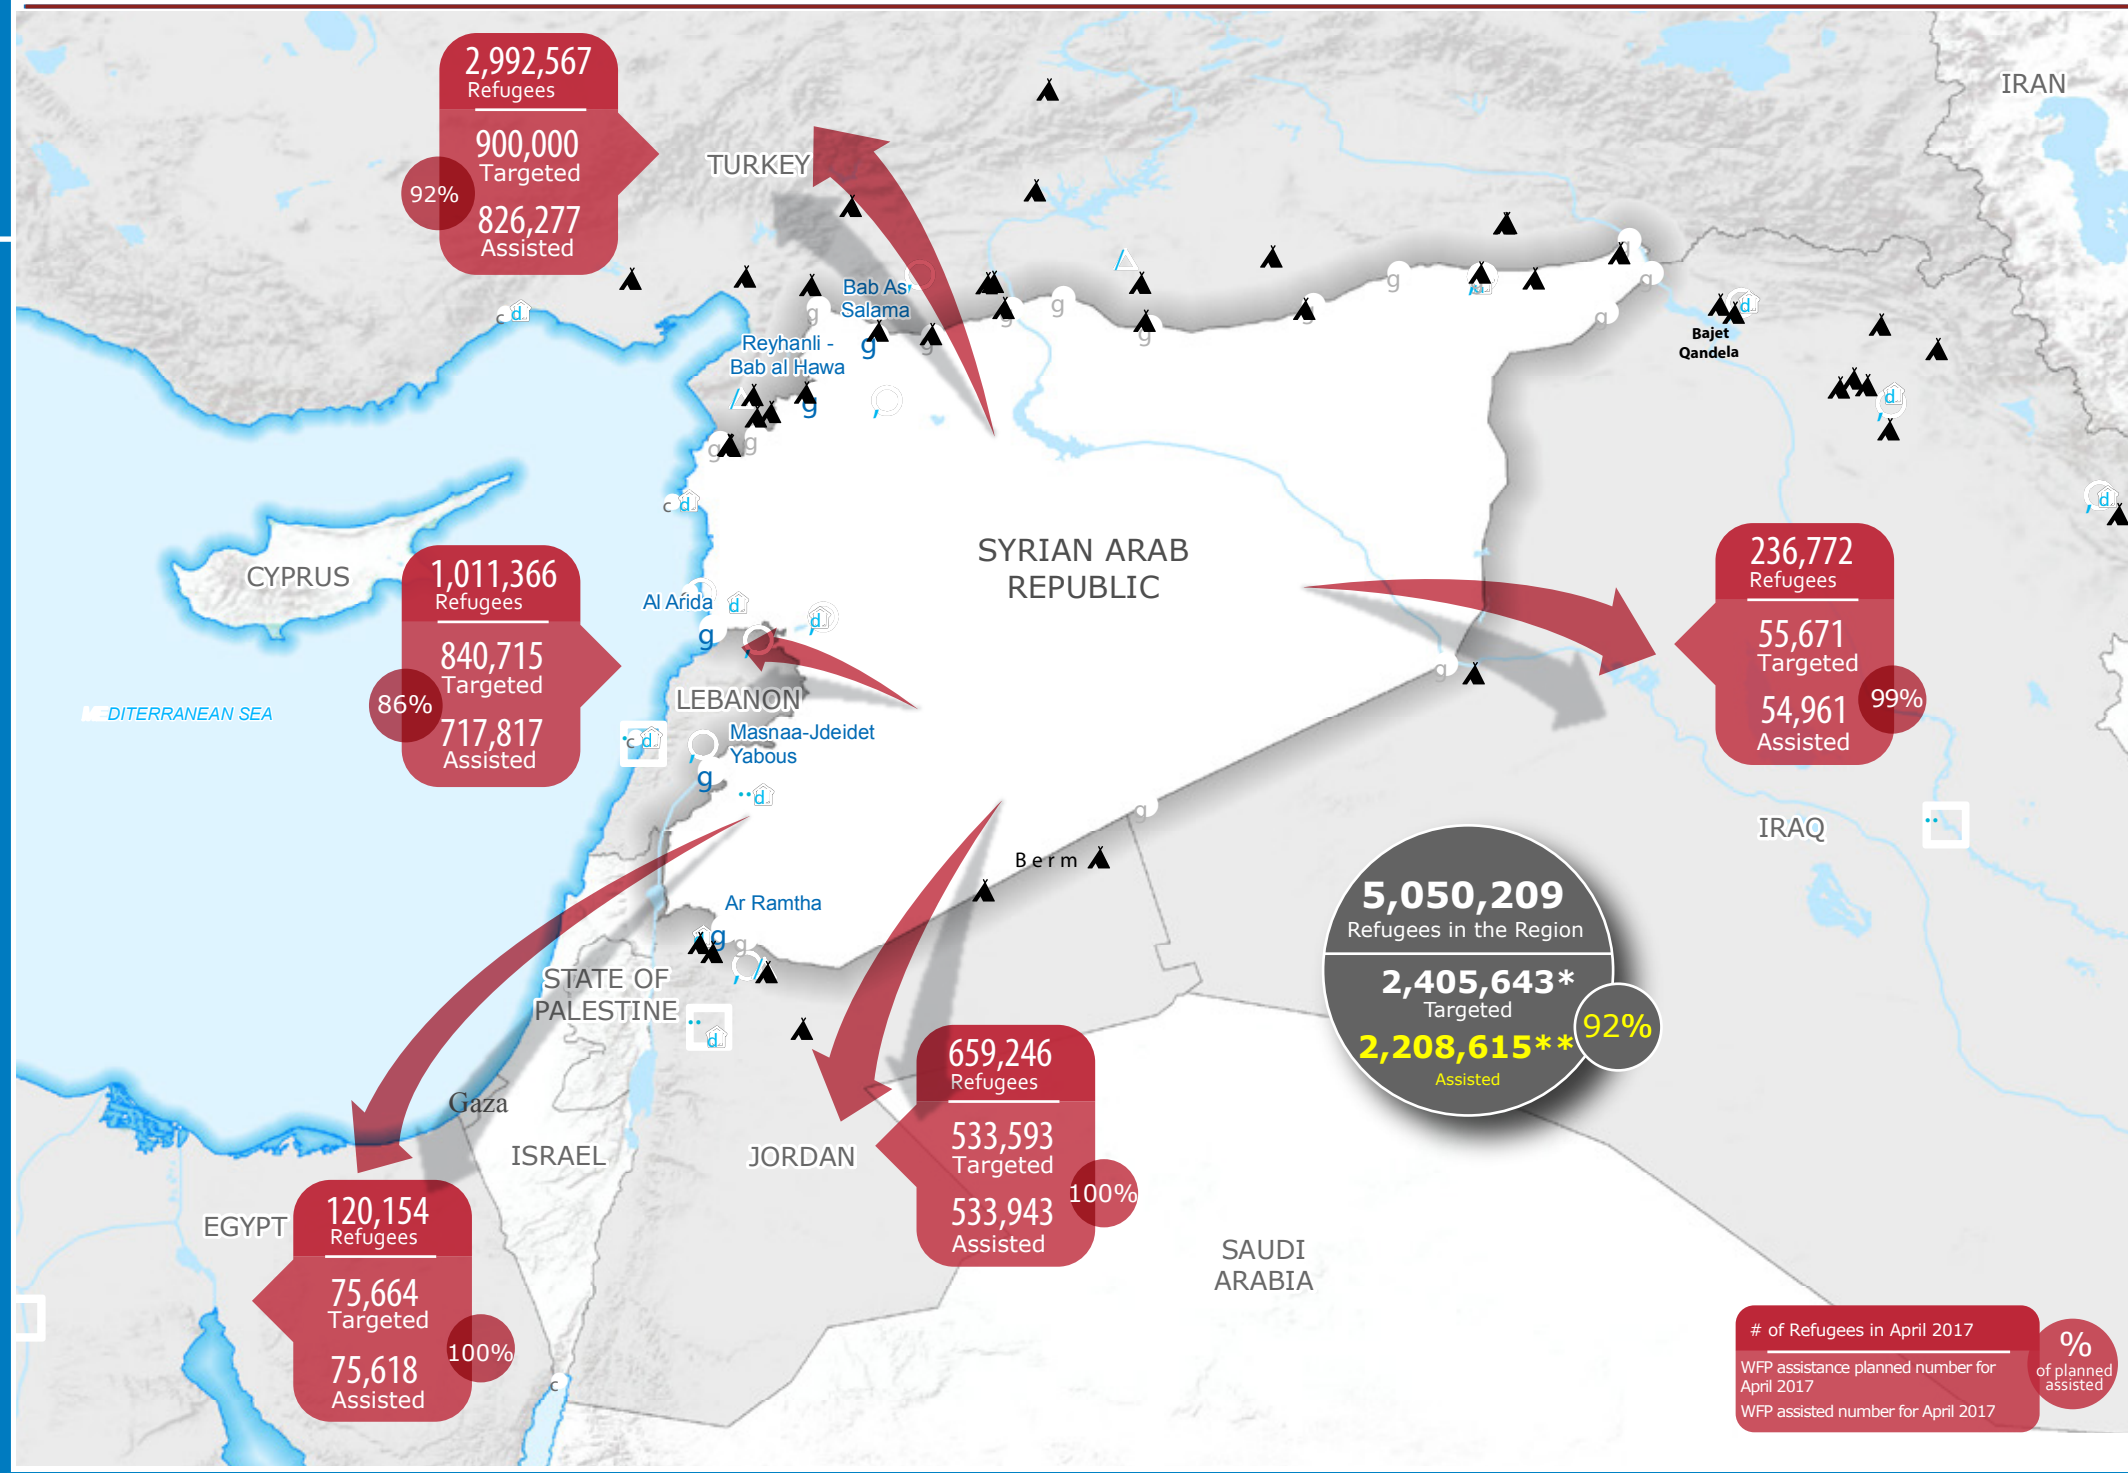 2,992,567
Refugees
900,000
Targeted
92%
826,277
Assisted
TURKEY
IRAN
Bab As
Salama
g
Reyhanli -
Bab al Hawa
g
Bajet
Qandela
c d
c d
CYPRUS
SYRIAN ARAB
REPUBLIC
1,011,366
Refugees
840,715
Targeted
86%
717,817
Assisted
236,772
Refugees
55,671
Targeted
54,961
99%
Assisted
Al Arida
d
d
g
LEBANON
MEDITERRANEAN SEA
Masnaa-Jdeidet
Yabous
c d
g
d
IRAQ
Berm
Ar Ramtha
g g
5,050,209
Refugees in the Region
2,405,643*
Targeted
92%
2,208,615**
Assisted
STATE OF
PALESTINE
d
659,246
Refugees
533,593
Targeted
100%
533,943
Assisted
Gaza
ISRAEL
JORDAN
EGYPT
120,154
Refugees
75,664
Targeted
100%
75,618
Assisted
c
SAUDI
ARABIA
# of Refugees in April 2017
WFP assistance planned number for
April 2017
WFP assisted number for April 2017
%
of planned
assisted